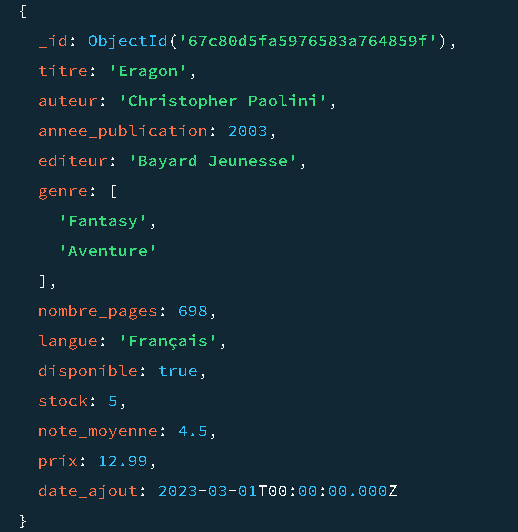 {
  _id: ObjectId('67c80d5fa5976583a764859f'),
  titre: 'Eragon',
  auteur: 'Christopher Paolini',
  annee_publication: 2003,
  editeur: 'Bayard Jeunesse',
  genre: [
    'Fantasy',
    'Aventure'
  ],
  nombre_pages: 698,
  langue: 'Français',
  disponible: true,
  stock: 5,
  note_moyenne: 4.5,
  prix: 12.99,
  date_ajout: 2023-03-01T00:00:00.000Z
}